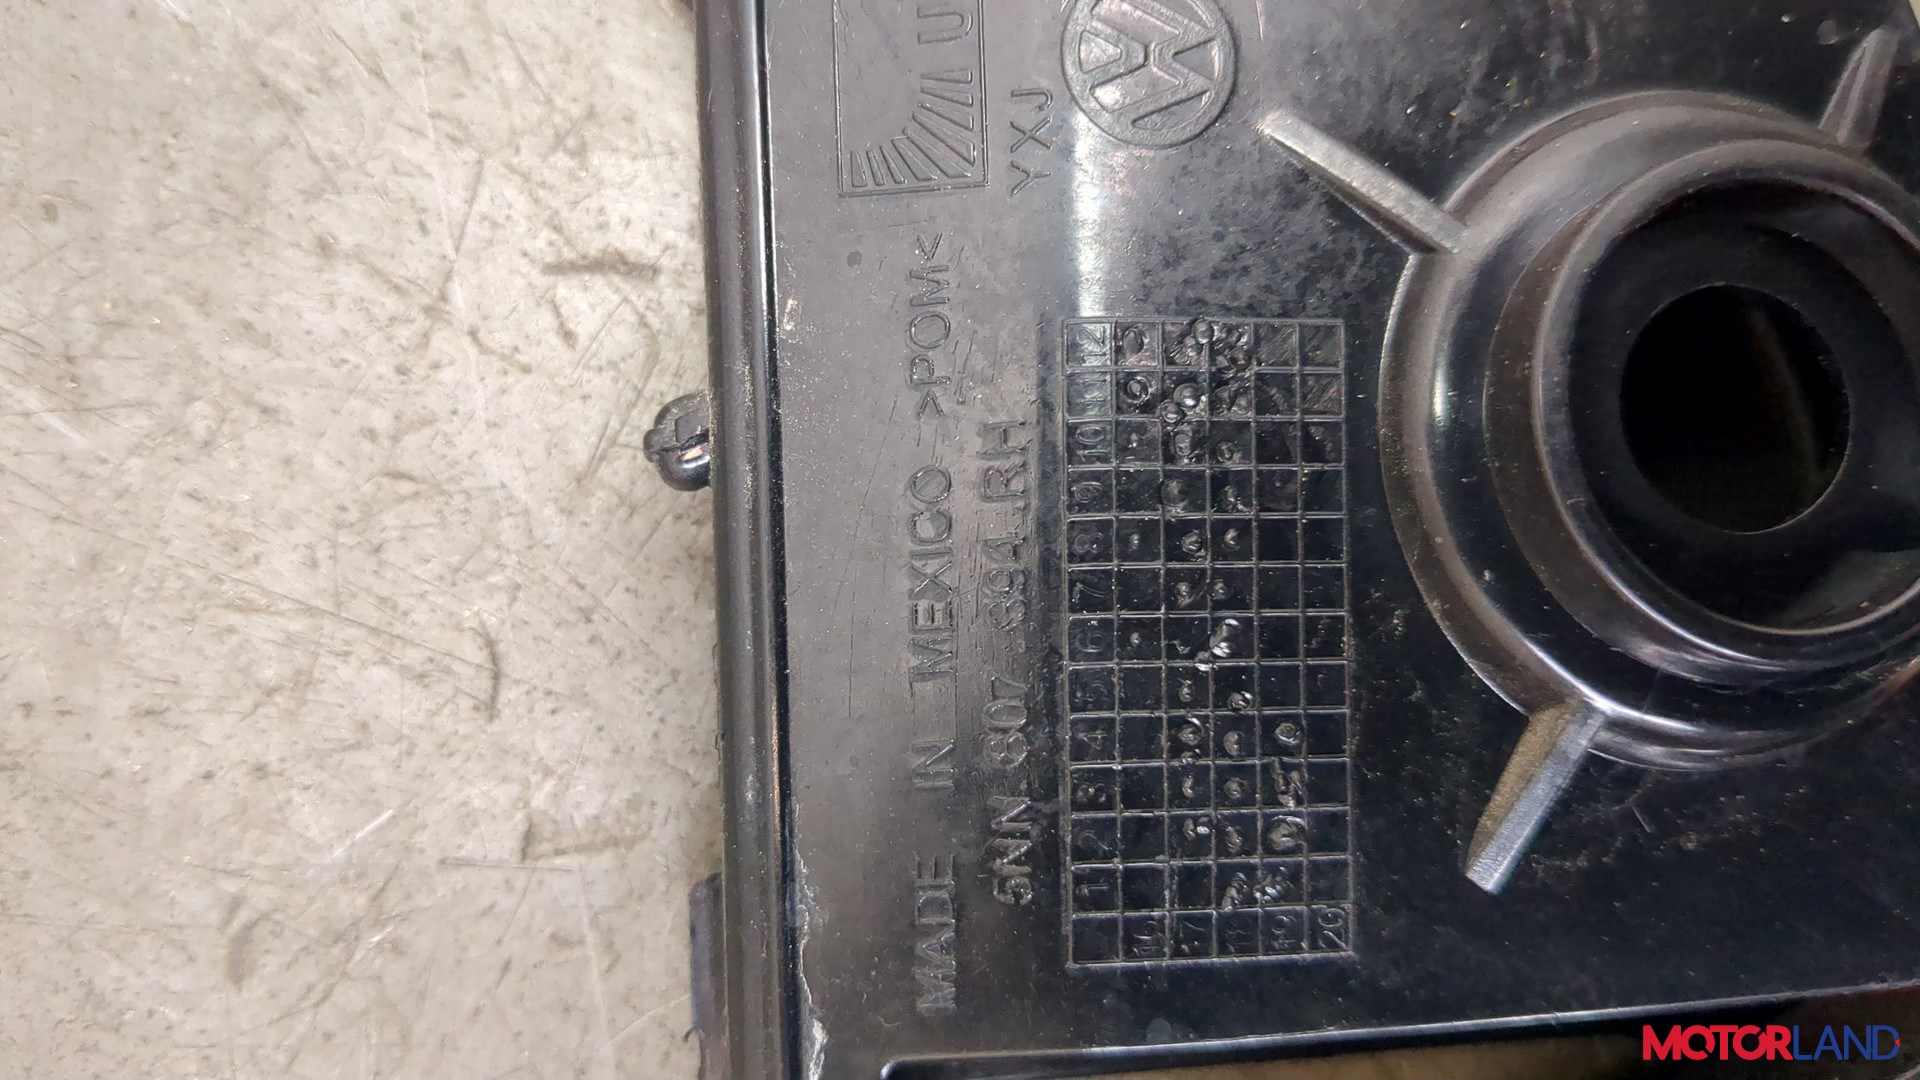 U
YXJ
MADE IN MEXICO >POM<
5NN 807 894 RH
1 2 3 4 5 6 7 8 9 10 11 12
16
17
18
19
20
MOTORLAND